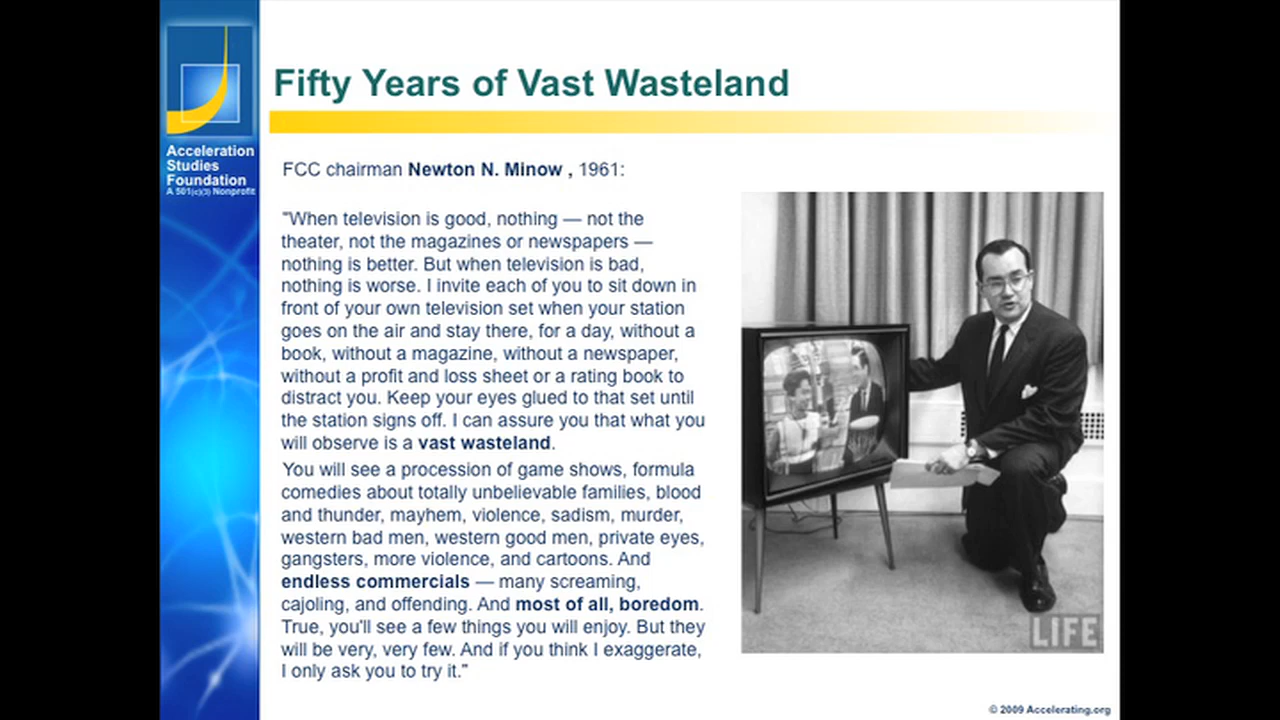 Fifty Years of Vast Wasteland
Acceleration
Studies
Foundation
A 501(c)(3) Nonprofit
FCC chairman Newton N. Minow , 1961:
"When television is good, nothing — not the
theater, not the magazines or newspapers —
nothing is better. But when television is bad,
nothing is worse. I invite each of you to sit down in
front of your own television set when your station
goes on the air and stay there, for a day, without a
book, without a magazine, without a newspaper,
without a profit and loss sheet or a rating book to
distract you. Keep your eyes glued to that set until
the station signs off. I can assure you that what you
will observe is a vast wasteland.
You will see a procession of game shows, formula
comedies about totally unbelievable families, blood
and thunder, mayhem, violence, sadism, murder,
western bad men, western good men, private eyes,
gangsters, more violence, and cartoons. And
endless commercials — many screaming,
cajoling, and offending. And most of all, boredom.
True, you'll see a few things you will enjoy. But they
will be very, very few. And if you think I exaggerate,
I only ask you to try it."
LIFE
© 2009 Accelerating.org